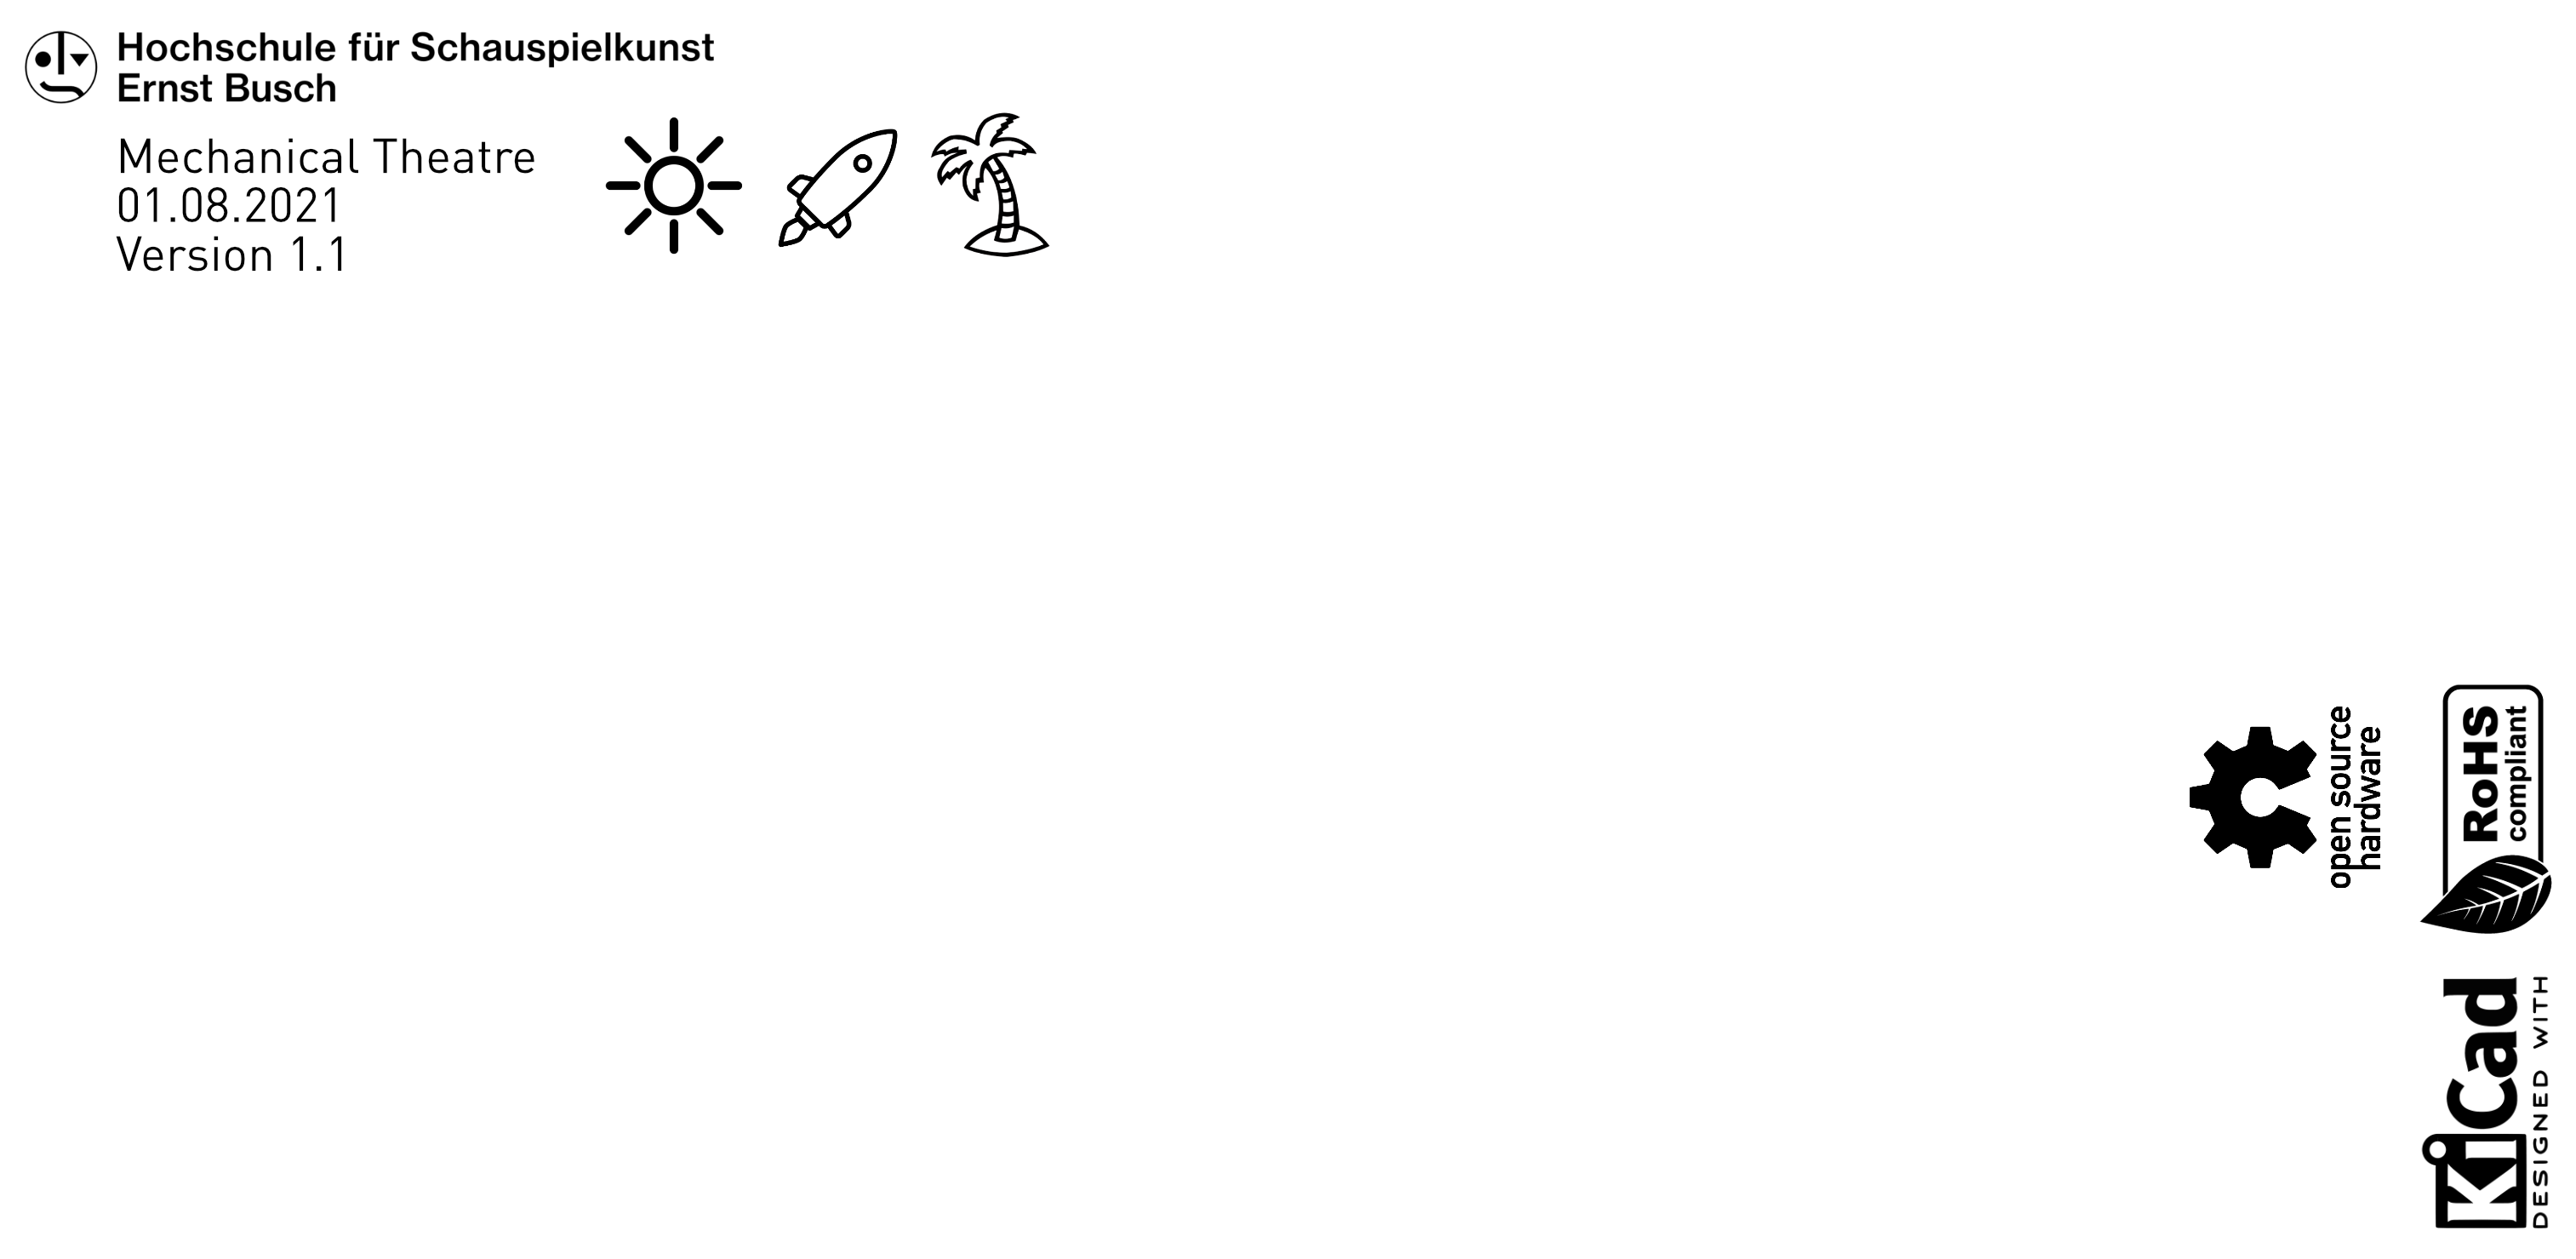 Hochschule für Schauspielkunst
Ernst Busch
Mechanical Theatre
01.08.2021
Version 1.1
open source
hardware
RoHS
compliant
KiCad
DESIGNED WITH